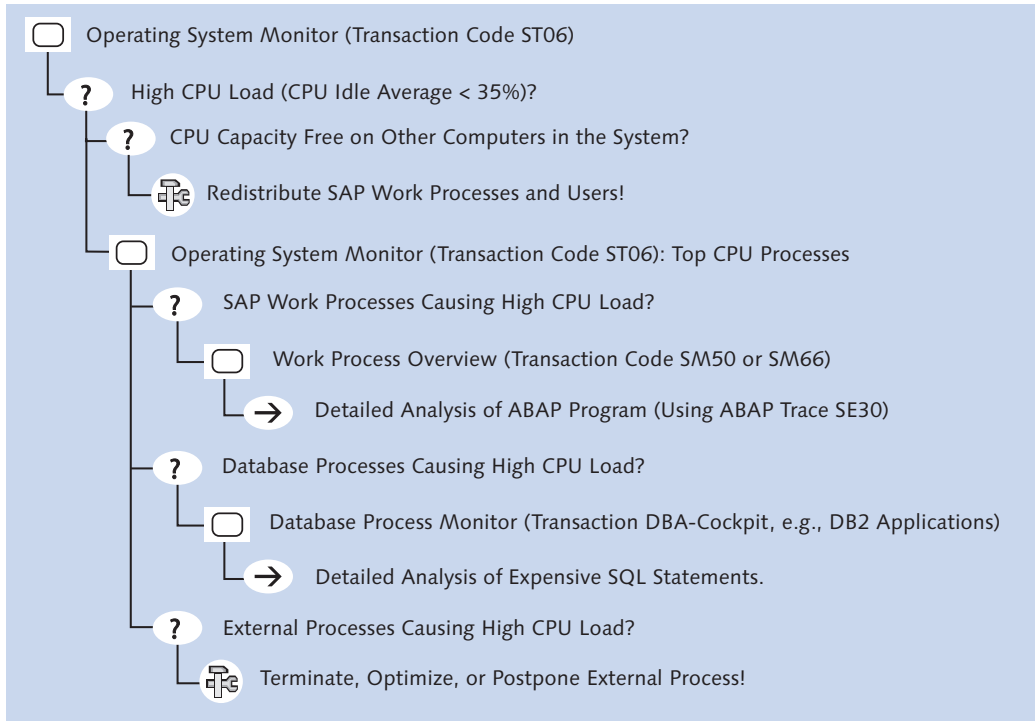 Operating System Monitor (Transaction Code ST06)
? High CPU Load (CPU Idle Average < 35%)?
? CPU Capacity Free on Other Computers in the System?
Redistribute SAP Work Processes and Users!
Operating System Monitor (Transaction Code ST06): Top CPU Processes
? SAP Work Processes Causing High CPU Load?
Work Process Overview (Transaction Code SM50 or SM66)
Detailed Analysis of ABAP Program (Using ABAP Trace SE30)
? Database Processes Causing High CPU Load?
Database Process Monitor (Transaction DBA-Cockpit, e.g., DB2 Applications)
Detailed Analysis of Expensive SQL Statements.
? External Processes Causing High CPU Load?
Terminate, Optimize, or Postpone External Process!